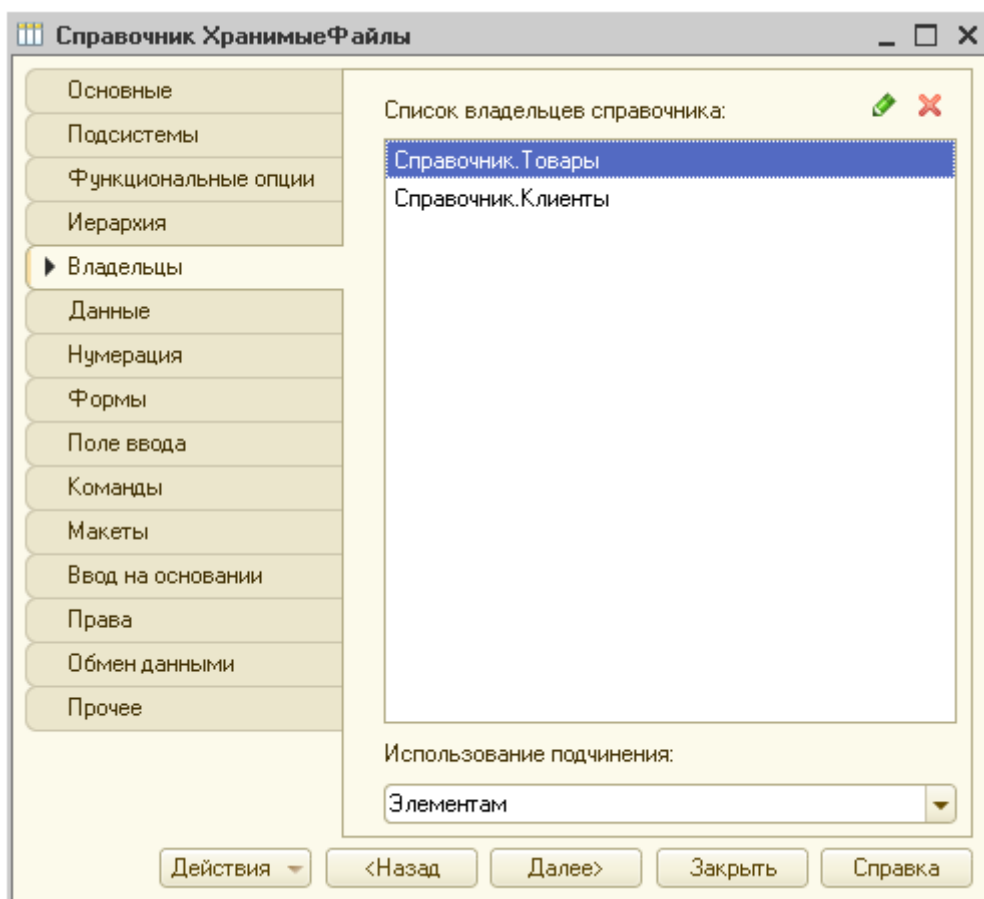 Справочник ХранимыеФайлы
Основные
Подсистемы
Функциональные опции
Иерархия
Владельцы
Данные
Нумерация
Формы
Поле ввода
Команды
Макеты
Ввод на основании
Права
Обмен данными
Прочее
Список владельцев справочника:
Справочник.Товары
Справочник.Клиенты
Использование подчинения:
Элементам
Действия <Назад Далее> Закрыть Справка